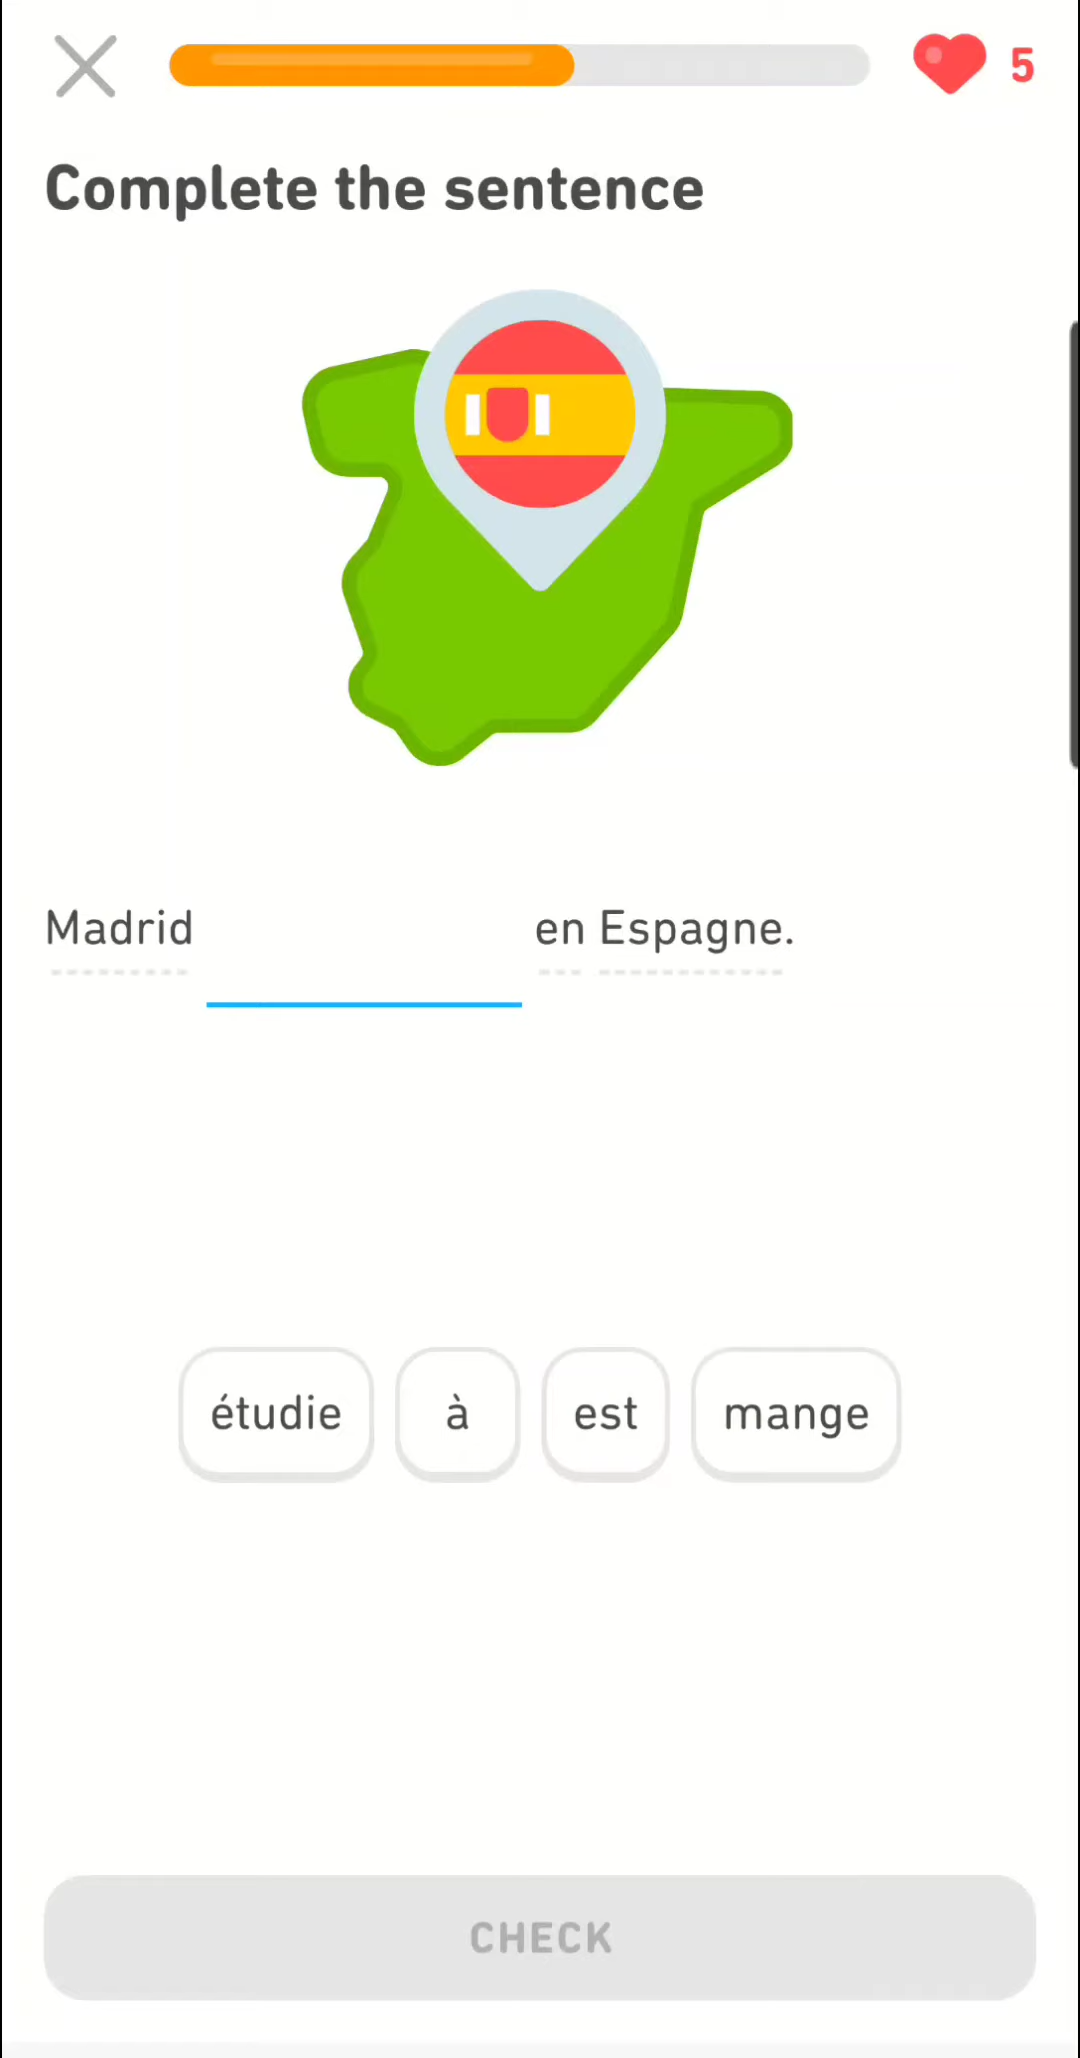 5
Complete the sentence
Madrid en Espagne.
étudie à est mange
CHECK